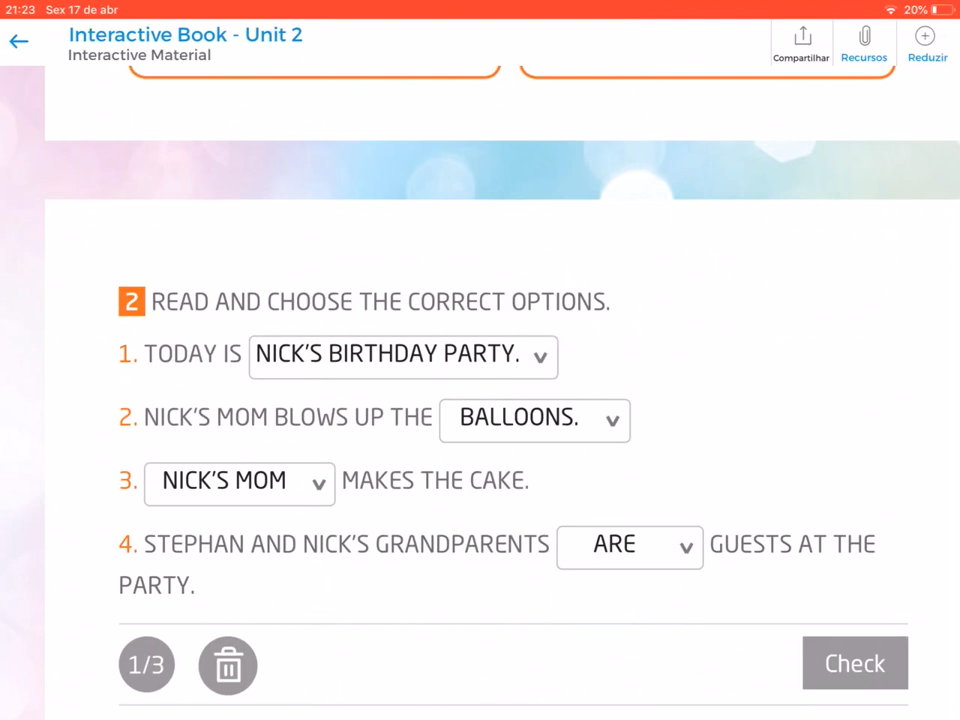 21:23 Sex 17 de abr 20%
Interactive Book - Unit 2
Interactive Material
Compartilhar Recursos Reduzir
2 READ AND CHOOSE THE CORRECT OPTIONS.
1. TODAY IS NICK'S BIRTHDAY PARTY.
2. NICK'S MOM BLOWS UP THE BALLOONS.
3. NICK'S MOM MAKES THE CAKE.
4. STEPHAN AND NICK'S GRANDPARENTS ARE GUESTS AT THE
PARTY.
1/3 Check